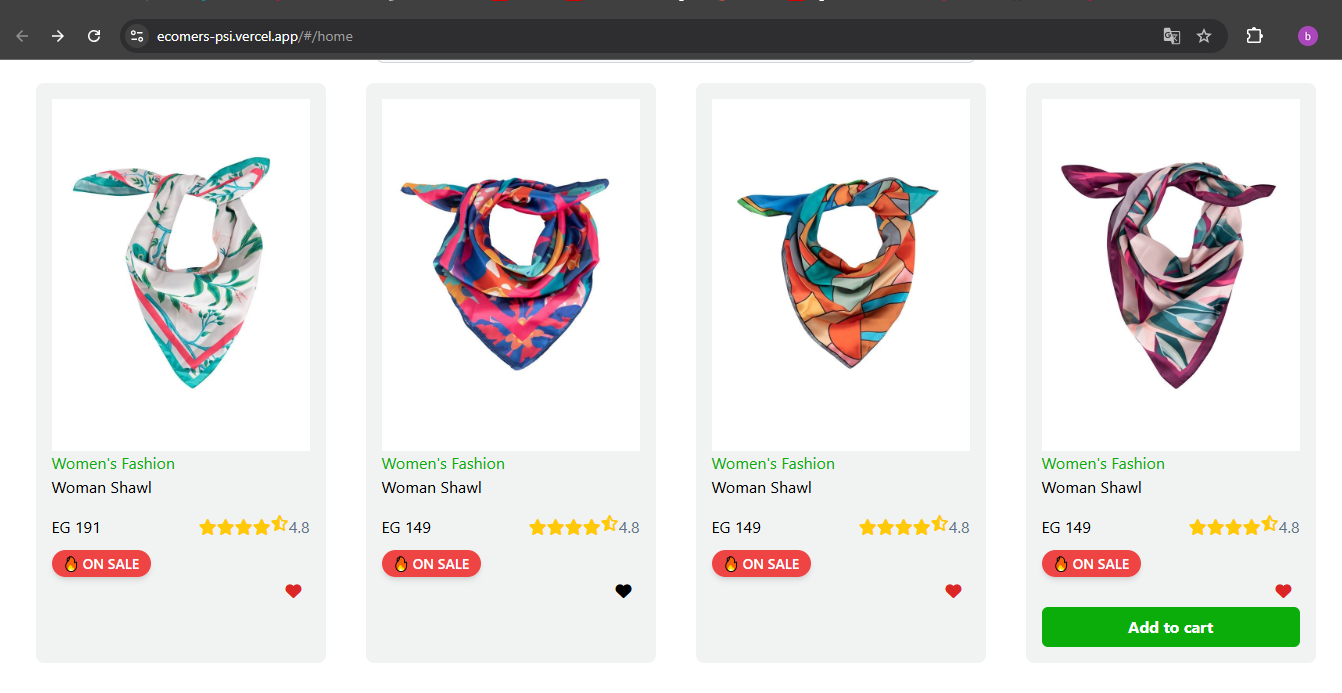 ecomers-psi.vercel.app/#/home
b
Women's Fashion
Woman Shawl
EG 191
4.8
ON SALE
Women's Fashion
Woman Shawl
EG 149
4.8
ON SALE
Women's Fashion
Woman Shawl
EG 149
4.8
ON SALE
Women's Fashion
Woman Shawl
EG 149
4.8
ON SALE
Add to cart